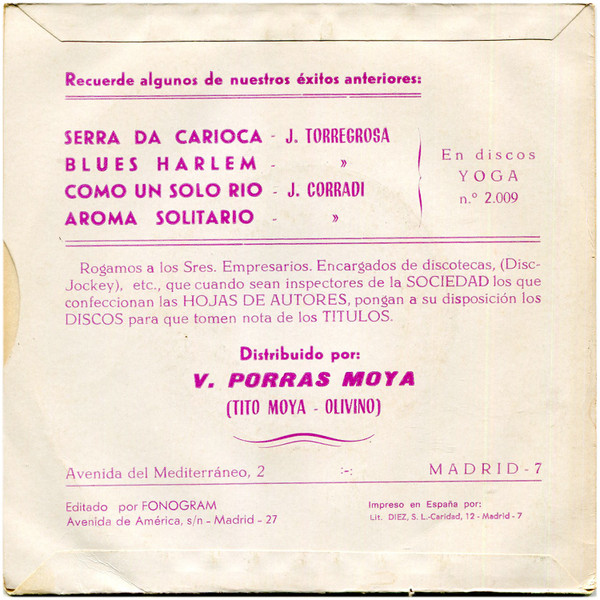 Recuerde algunos de nuestros éxitos anteriores:
SERRA DA CARIOCA - J. TORREGROSA
BLUES HARLEM - »
COMO UN SOLO RIO - J. CORRADI
AROMA SOLITARIO - »
En discos
YOGA
n.º 2.009
Rogamos a los Sres. Empresarios. Encargados de discotecas, (Disc-
Jockey), etc., que cuando sean inspectores de la SOCIEDAD los que
confeccionan las HOJAS DE AUTORES, pongan a su disposición los
DISCOS para que tomen nota de los TITULOS.
Distribuido por:
V. PORRAS MOYA
(TITO MOYA - OLIVINO)
Avenida del Mediterráneo, 2 :-: MADRID - 7
Editado por FONOGRAM
Avenida de América, s/n - Madrid - 27
Impreso en España por:
Lit. DIEZ, S. L.-Caridad, 12 - Madrid - 7